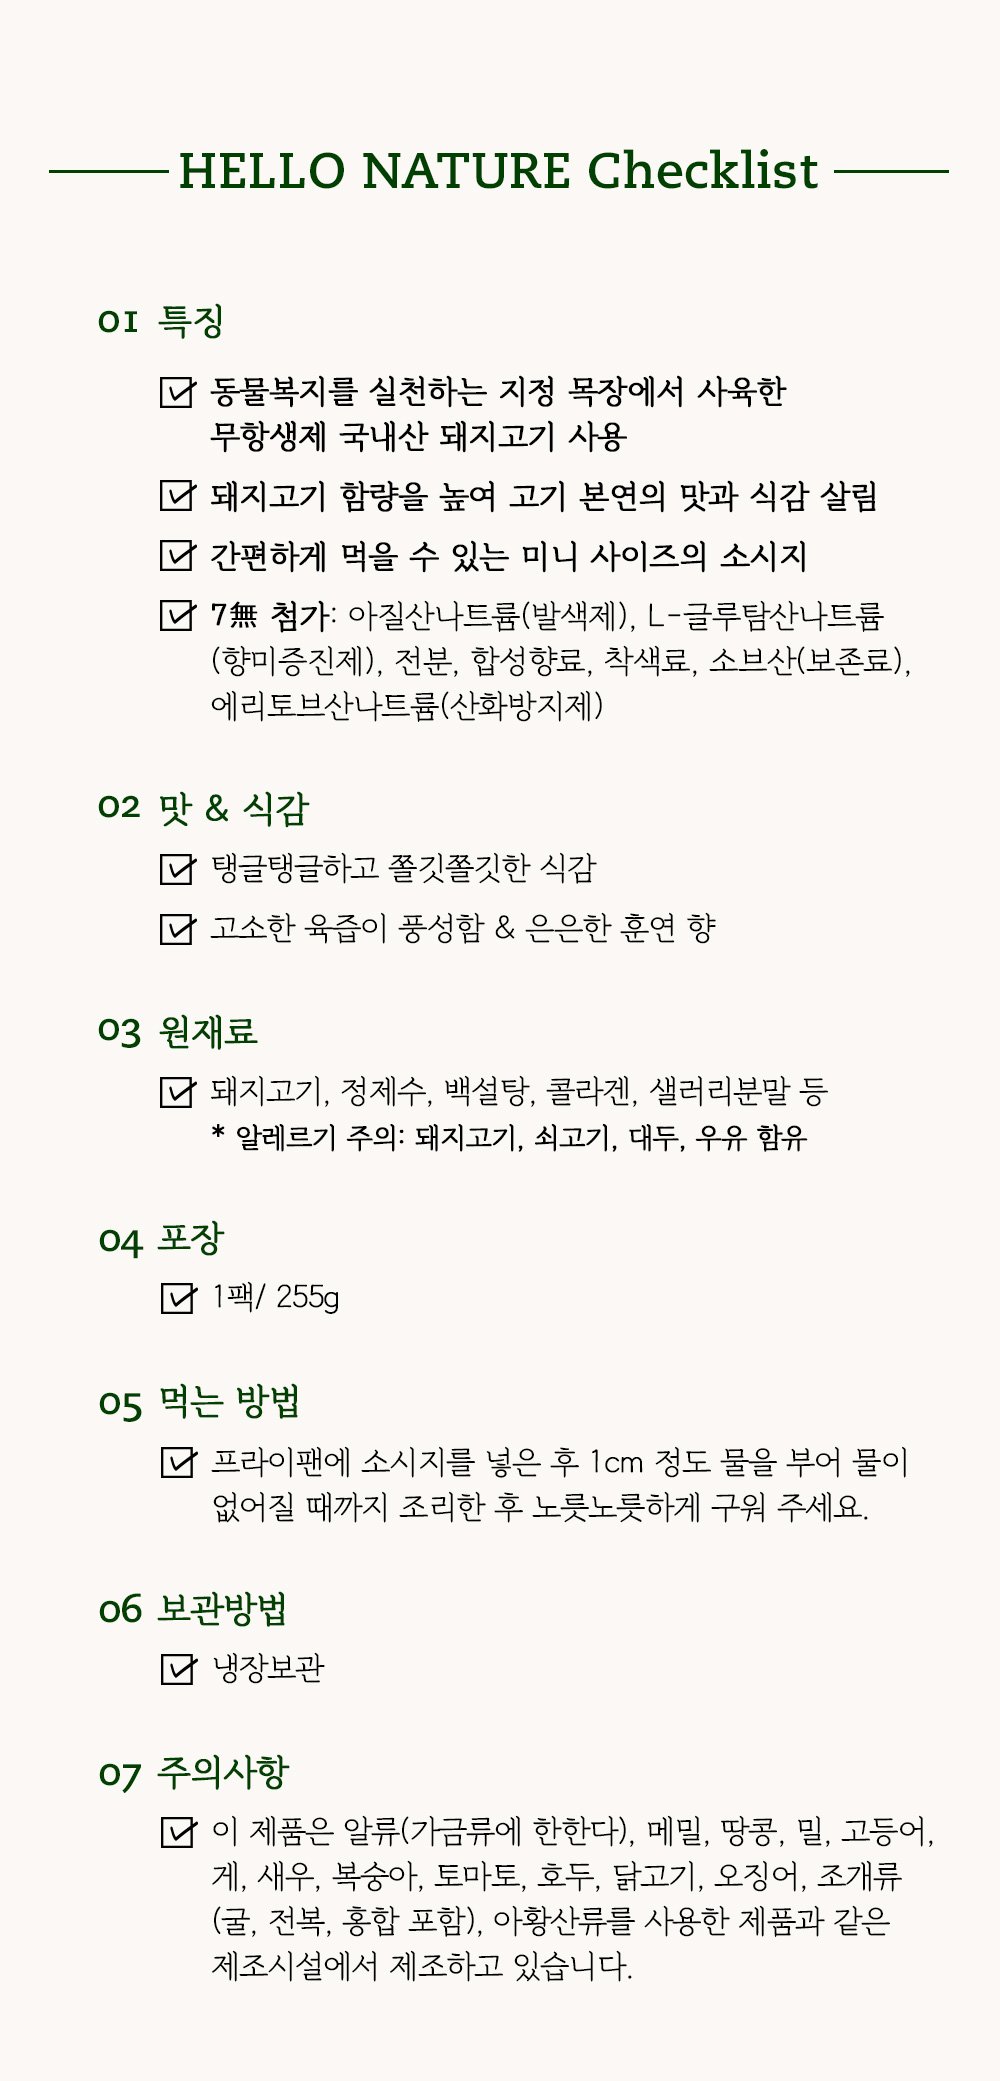 HELLO NATURE Checklist
01 특징
동물복지를 실천하는 지정 목장에서 사육한
무항생제 국내산 돼지고기 사용
돼지고기 함량을 높여 고기 본연의 맛과 식감 살림
간편하게 먹을 수 있는 미니 사이즈의 소시지
7無 첨가: 아질산나트륨(발색제), L-글루탐산나트륨
(향미증진제), 전분, 합성향료, 착색료, 소브산(보존료),
에리토브산나트륨(산화방지제)
02 맛 & 식감
탱글탱글하고 쫄깃쫄깃한 식감
고소한 육즙이 풍성함 & 은은한 훈연 향
03 원재료
돼지고기, 정제수, 백설탕, 콜라겐, 샐러리분말 등
* 알레르기 주의: 돼지고기, 쇠고기, 대두, 우유 함유
04 포장
1팩/ 255g
05 먹는 방법
프라이팬에 소시지를 넣은 후 1cm 정도 물을 부어 물이
없어질 때까지 조리한 후 노릇노릇하게 구워 주세요.
06 보관방법
냉장보관
07 주의사항
이 제품은 알류(가금류에 한한다), 메밀, 땅콩, 밀, 고등어,
게, 새우, 복숭아, 토마토, 호두, 닭고기, 오징어, 조개류
(굴, 전복, 홍합 포함), 아황산류를 사용한 제품과 같은
제조시설에서 제조하고 있습니다.